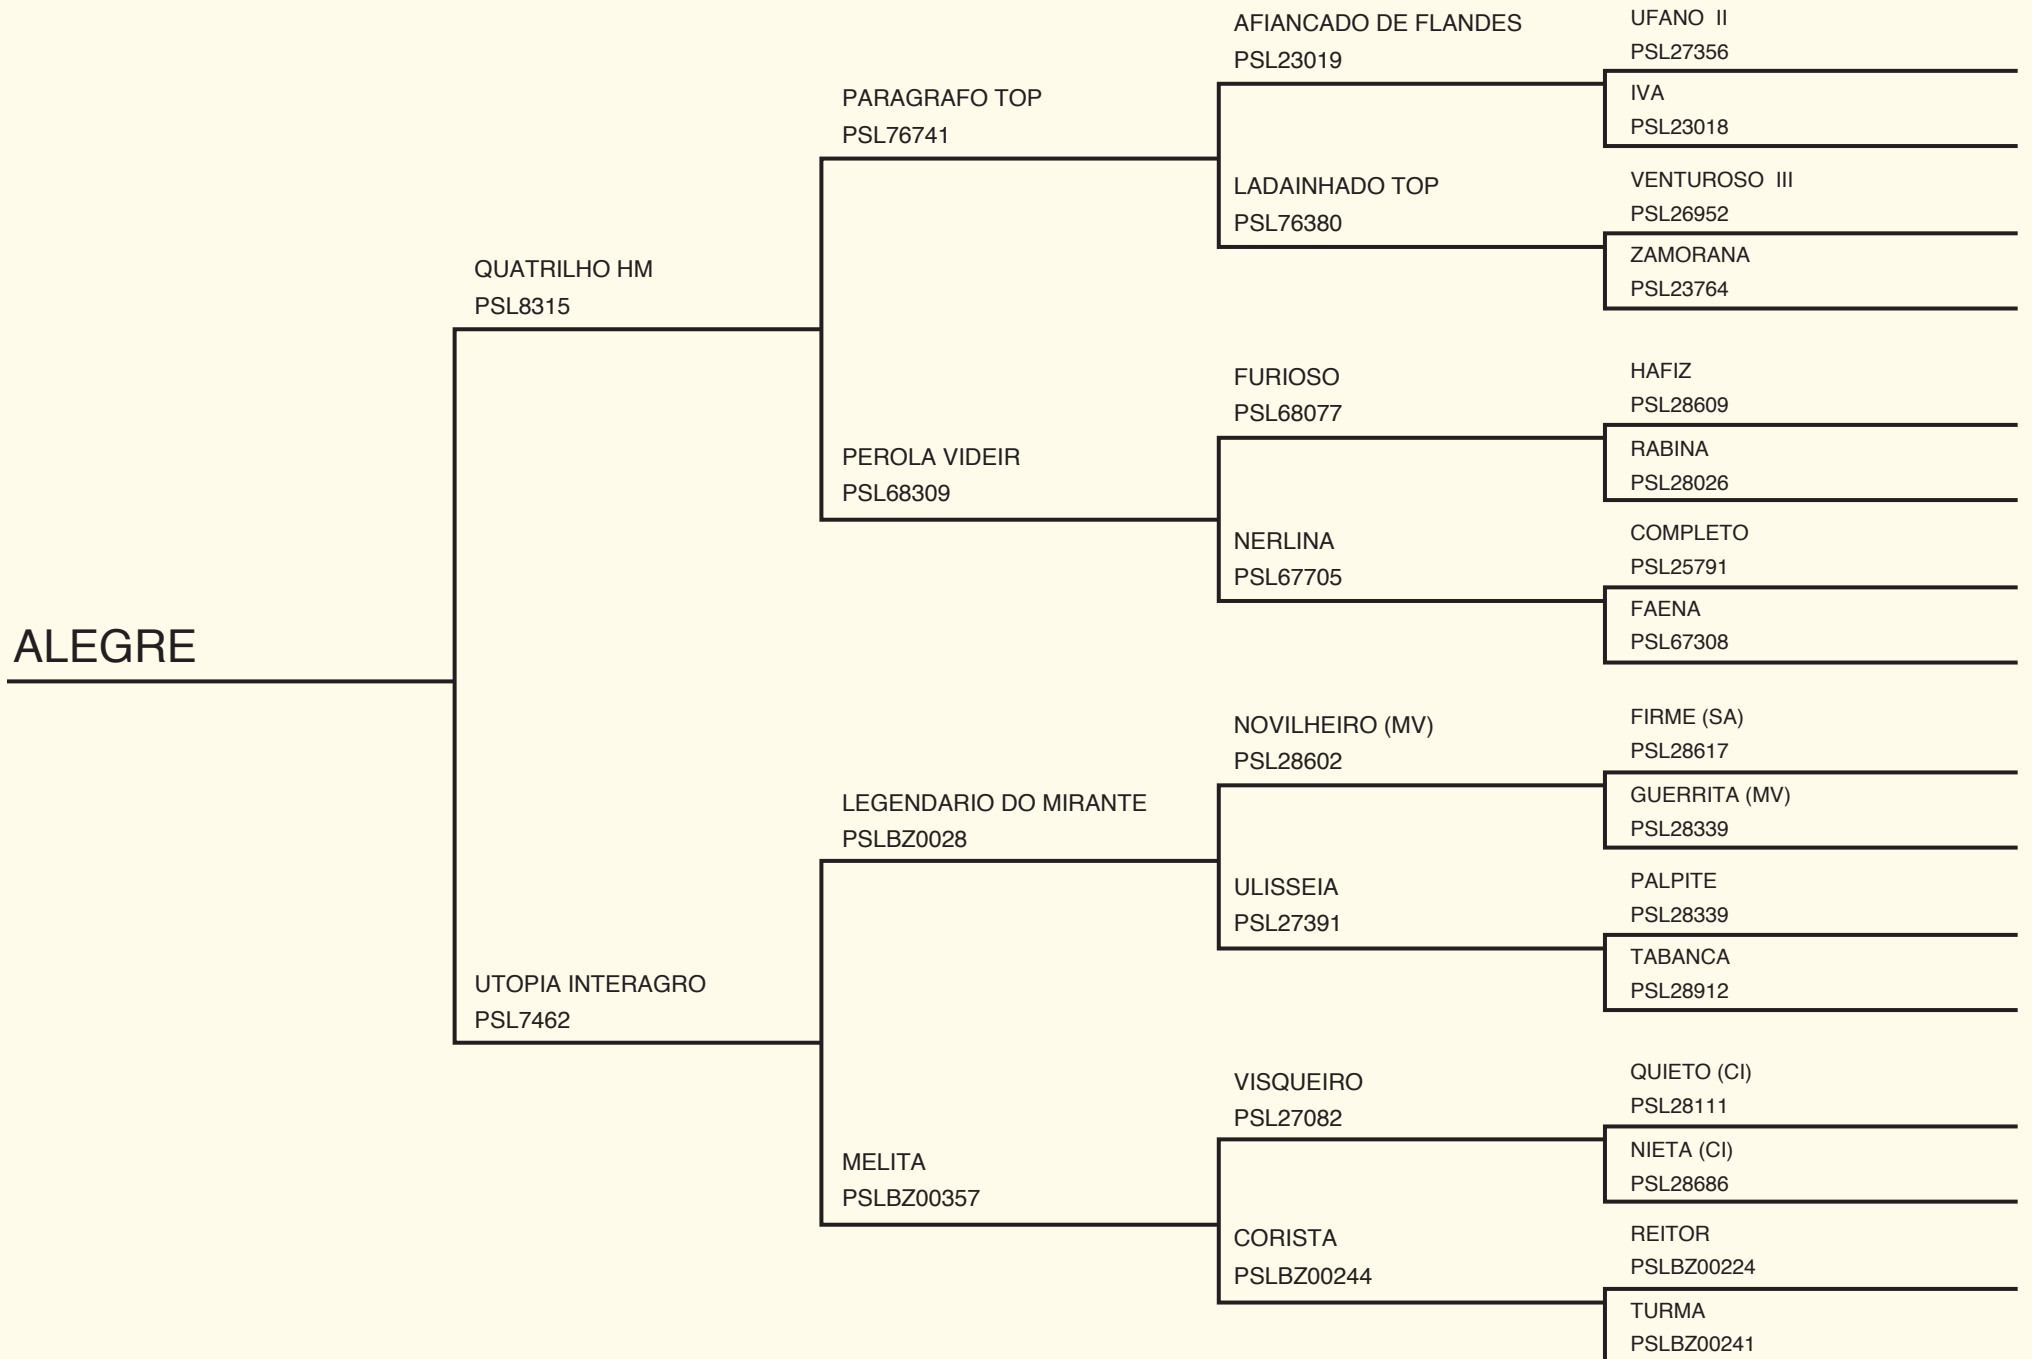 ALEGRE
QUATRILHO HM
PSL8315
UTOPIA INTERAGRO
PSL7462
PARAGRAFO TOP
PSL76741
PEROLA VIDEIR
PSL68309
LEGENDARIO DO MIRANTE
PSLBZ0028
MELITA
PSLBZ00357
AFIANCADO DE FLANDES
PSL23019
LADAINHADO TOP
PSL76380
FURIOSO
PSL68077
NERLINA
PSL67705
NOVILHEIRO (MV)
PSL28602
ULISSEIA
PSL27391
VISQUEIRO
PSL27082
CORISTA
PSLBZ00244
UFANO  II
PSL27356
IVA
PSL23018
VENTUROSO  III
PSL26952
ZAMORANA
PSL23764
HAFIZ
PSL28609
RABINA
PSL28026
COMPLETO
PSL25791
FAENA
PSL67308
FIRME (SA)
PSL28617
GUERRITA (MV)
PSL28339
PALPITE
PSL28339
TABANCA
PSL28912
QUIETO (CI)
PSL28111
NIETA (CI)
PSL28686
REITOR
PSLBZ00224
TURMA
PSLBZ00241